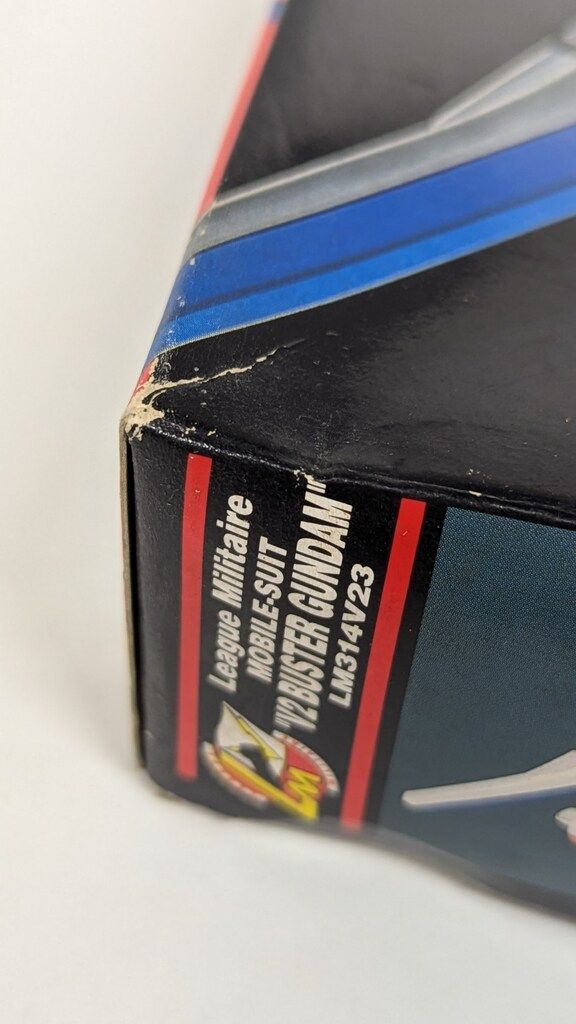 League Militaire
MOBILE-SUIT
"V2 BUSTER GUNDAM"
LM314V23
LM